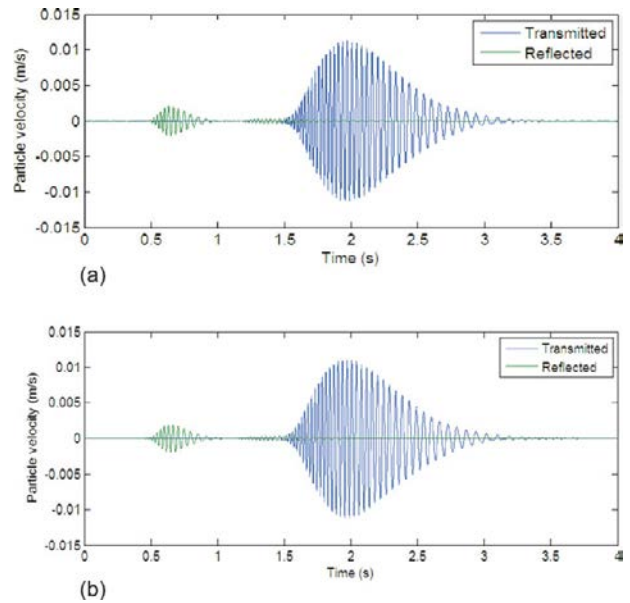 0.015
0.01
0.005
0
-0.005
-0.01
-0.015
Particle velocity (m/s)
Transmitted
Reflected
0 0.5 1 1.5 2 2.5 3 3.5 4
Time (s)
(a)
0.015
0.01
0.005
0
-0.005
-0.01
-0.015
Particle velocity (m/s)
Transmitted
Reflected
0 0.5 1 1.5 2 2.5 3 3.5 4
Time (s)
(b)